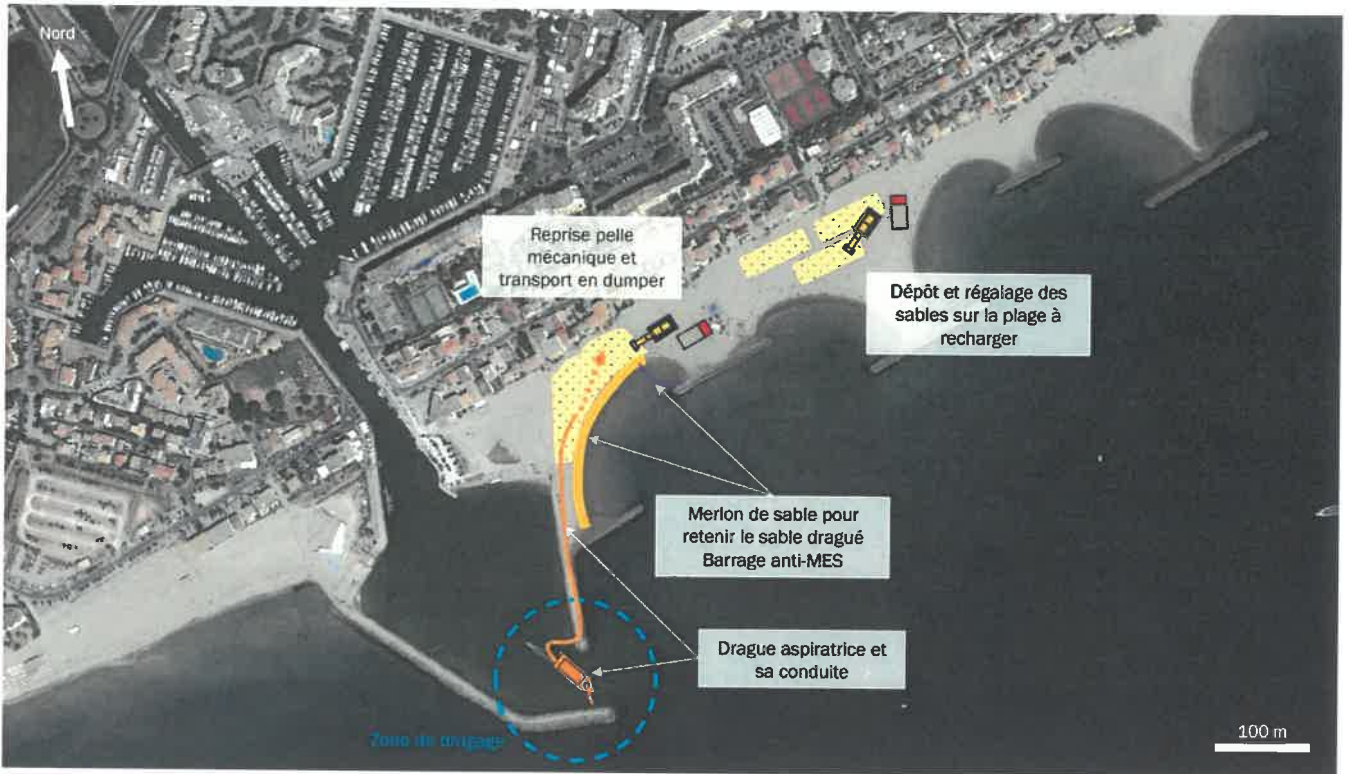 Nord
Reprise pelle
mécanique et
transport en dumper
Dépôt et régalage des
sables sur la plage à
recharger
Merlon de sable pour
retenir le sable dragué
Barrage anti-MES
Drague aspiratrice et
sa conduite
Zone de dragage
100 m